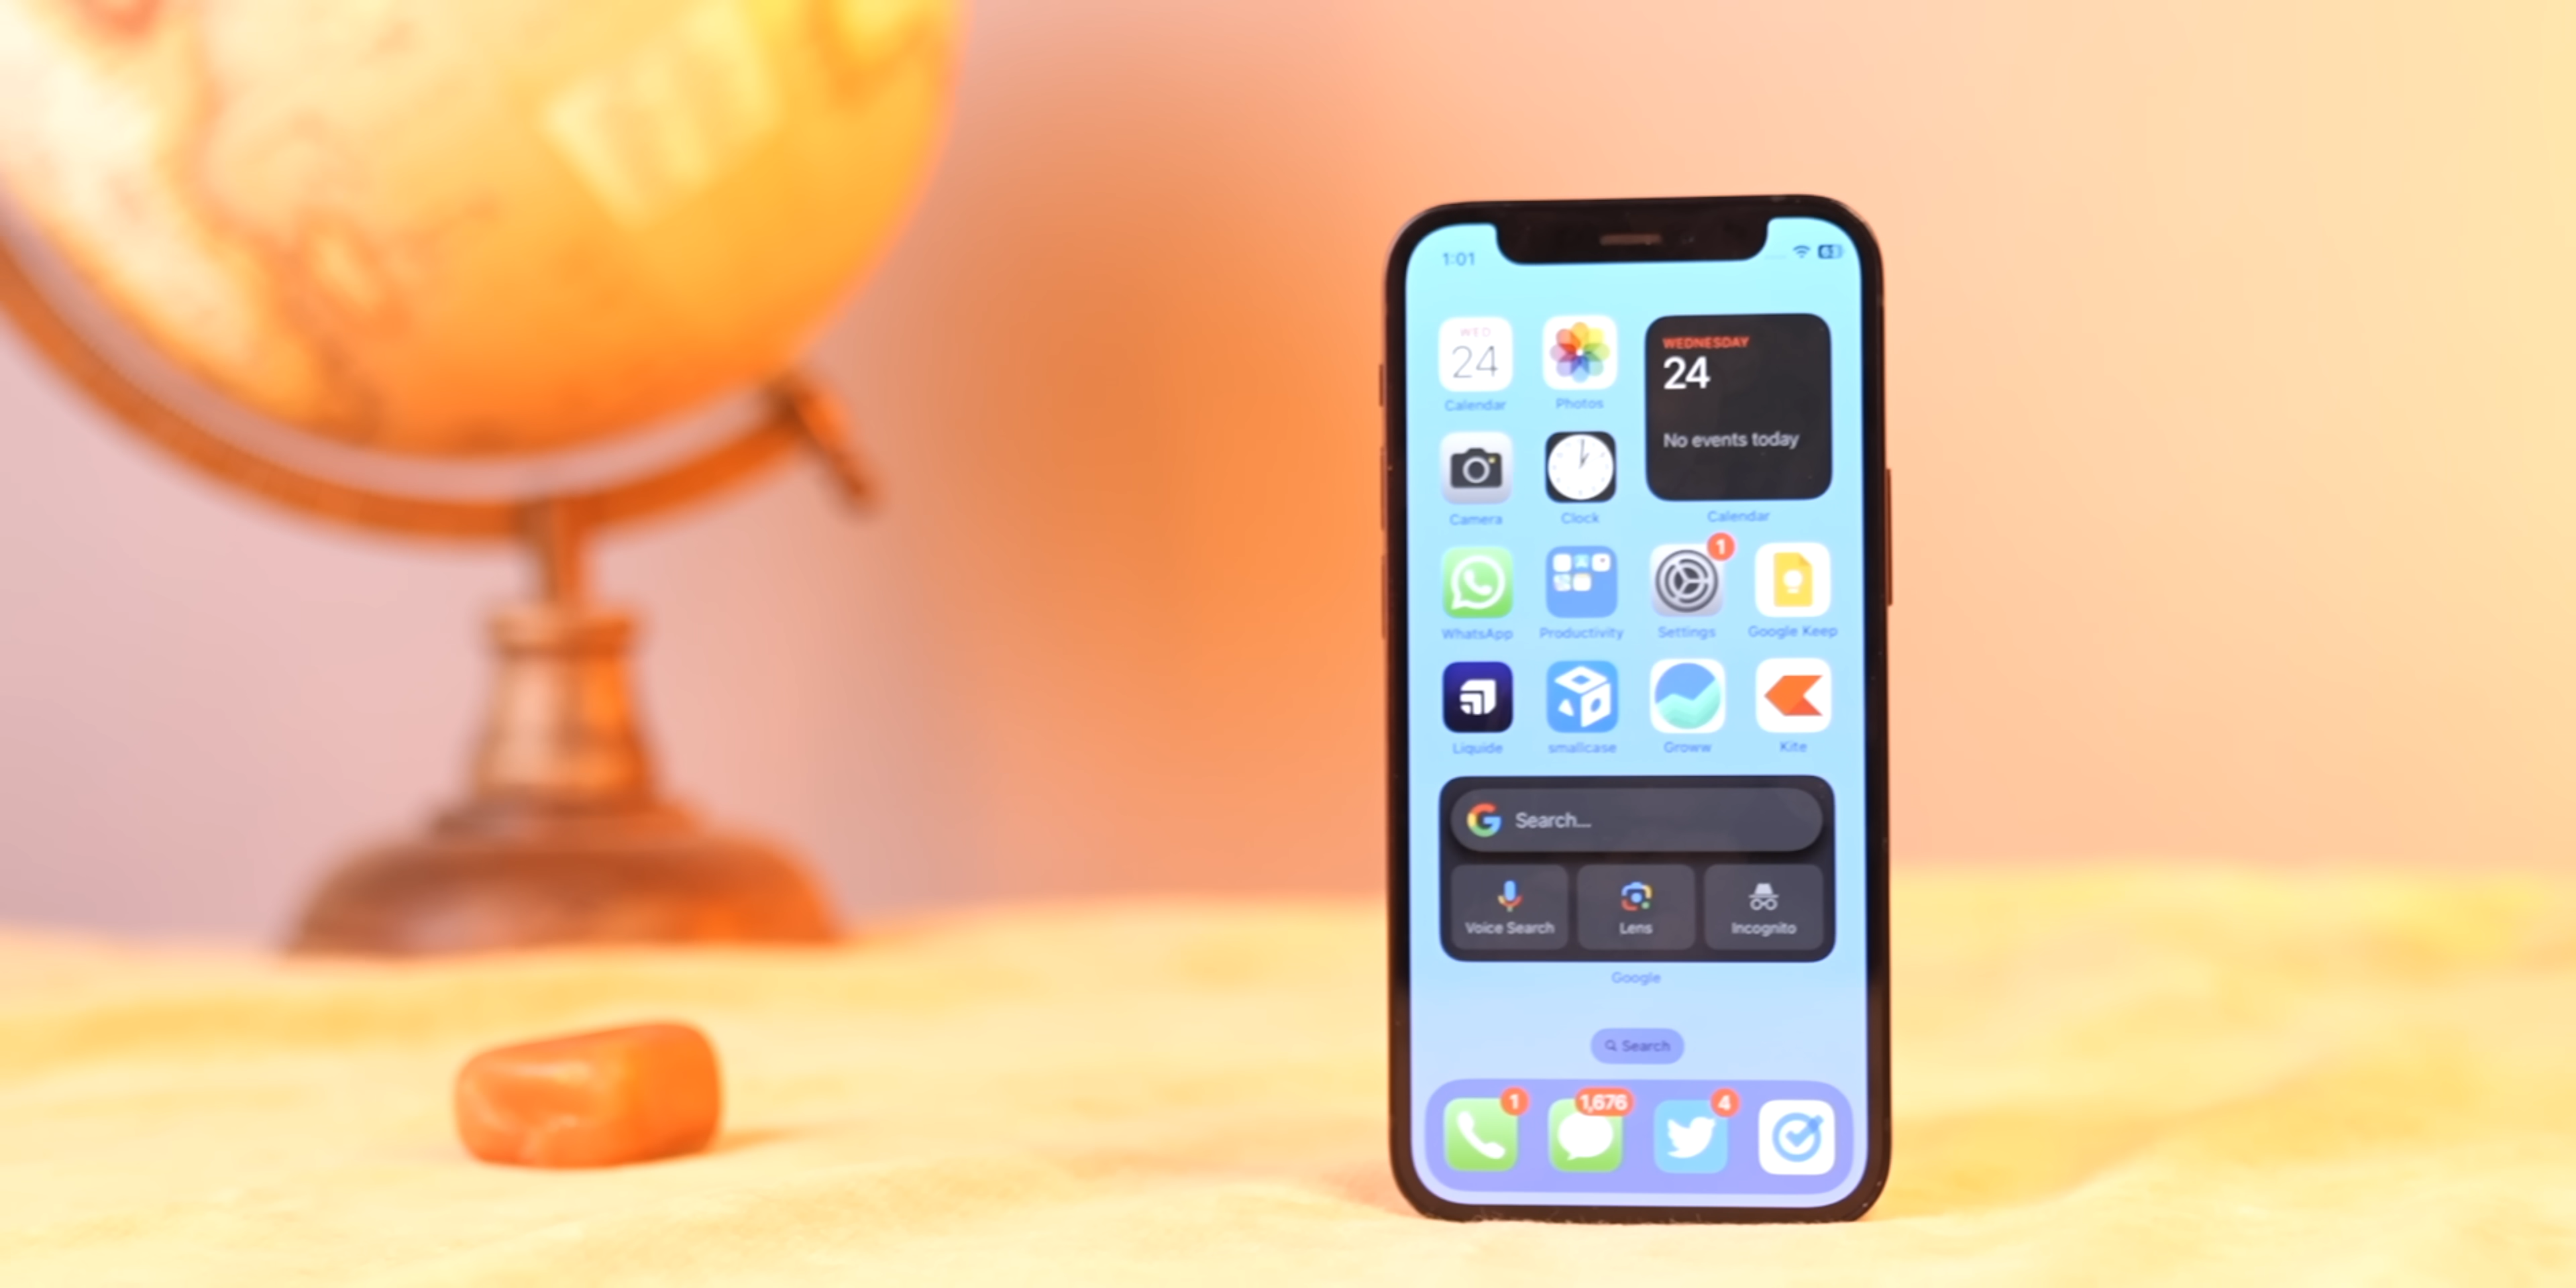 1:01
63
WED
24
Calendar
Photos
WEDNESDAY
24
No events today
Camera
Clock
Calendar
1
WhatsApp
Productivity
Settings
Google Keep
Liquide
smallcase
Groww
Kite
G Search...
Voice Search
Lens
Incognito
Google
Search
1
1,676
4